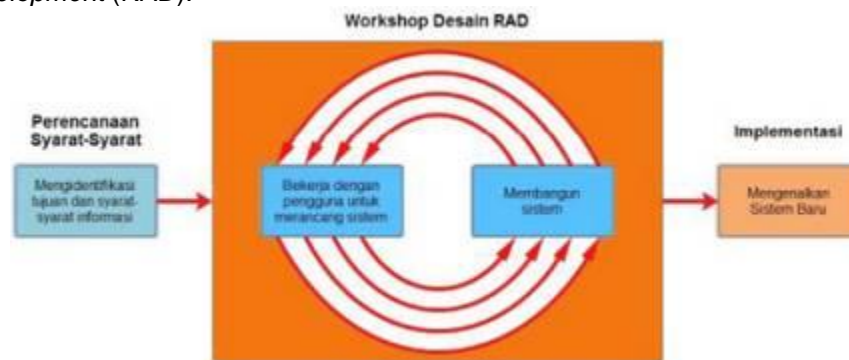 (RAD).
Workshop Desain RAD
Perencanaan
Syarat-Syarat
Mengidentifikasi
tujuan dan syarat-
syarat informasi
Bekerja dengan
pengguna untuk
merancang sistem
Membangun
sistem
Implementasi
Mengenalkan
Sistem Baru